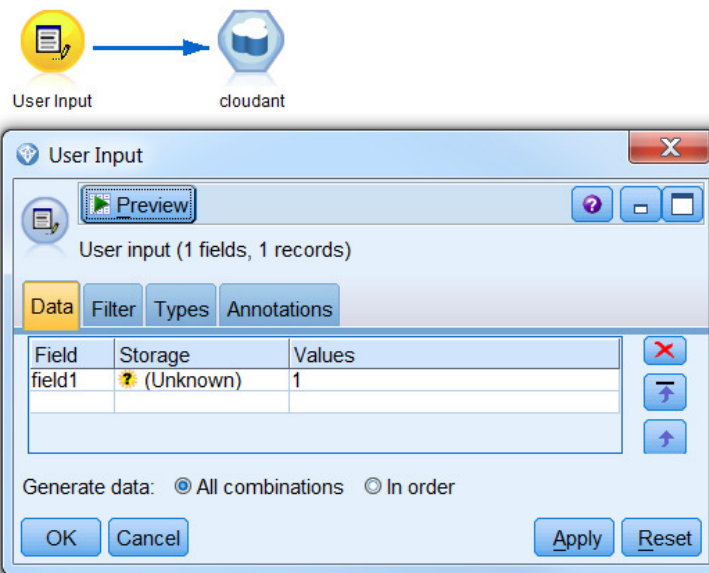 User Input cloudant
User Input
Preview
User input (1 fields, 1 records)
Data Filter Types Annotations
Field Storage Values
field1 (Unknown) 1
Generate data: All combinations In order
OK Cancel Apply Reset